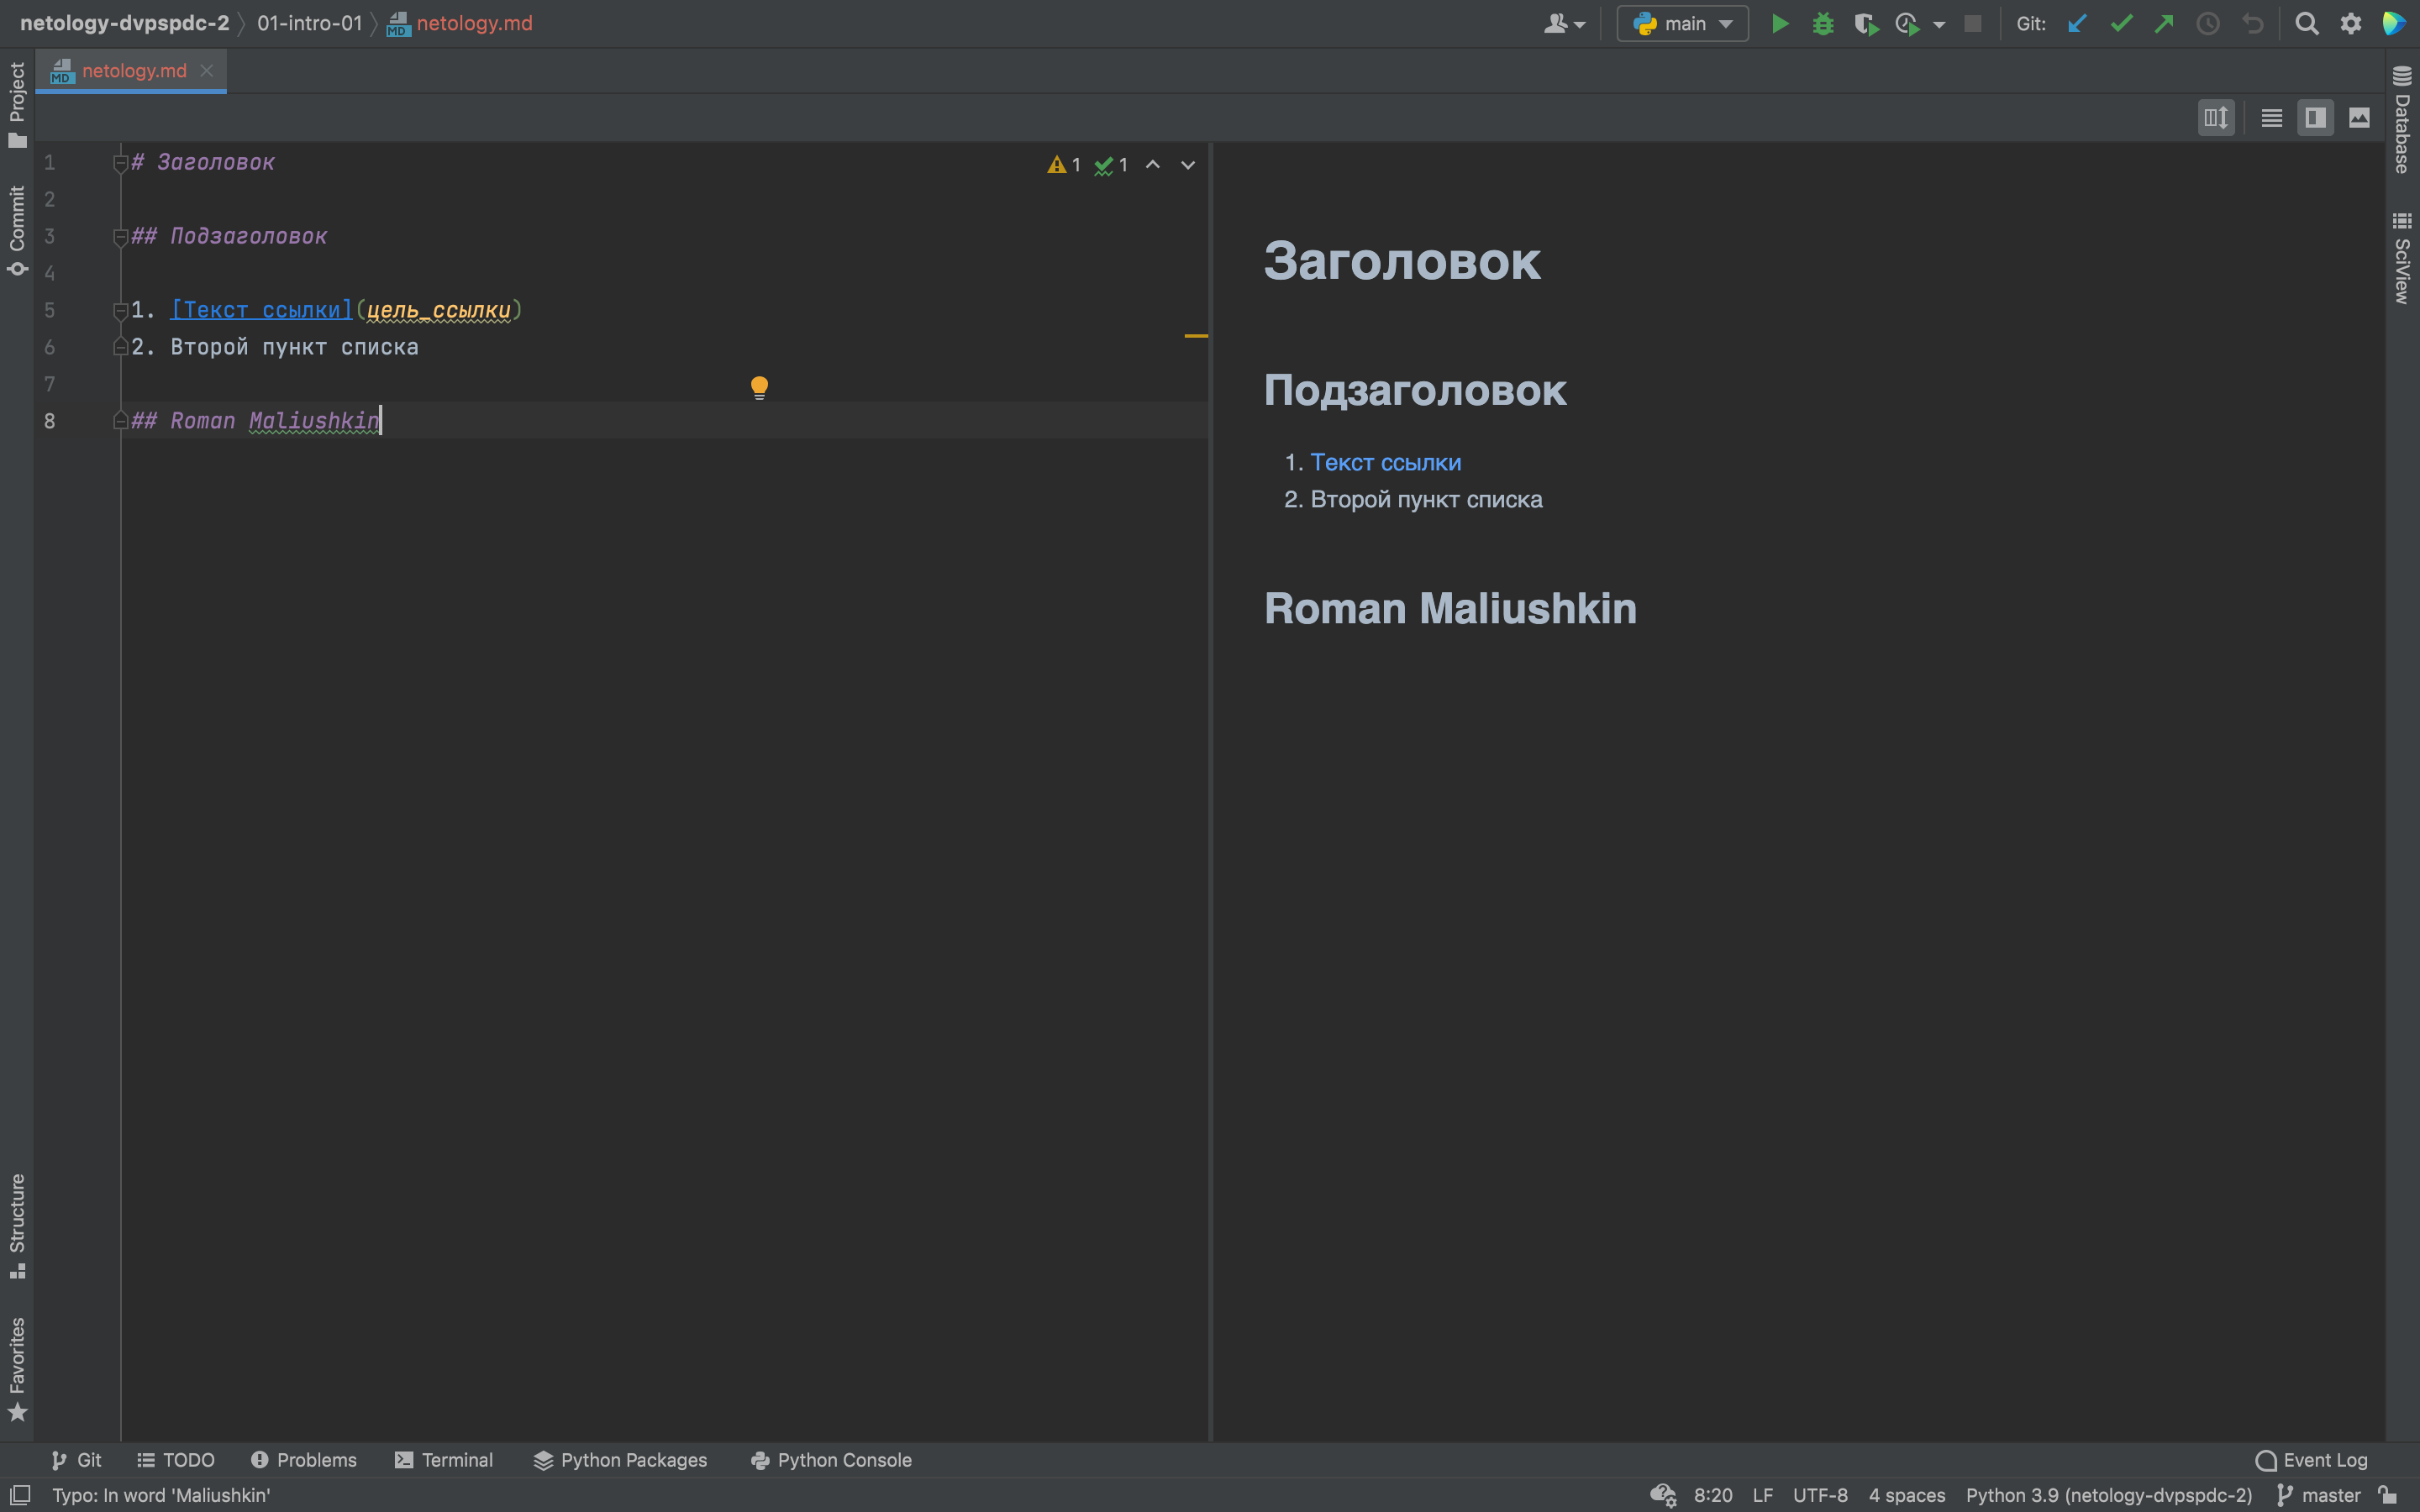 netology-dvpspdc-2 01-intro-01 MD netology.md main Git:
MD netology.md
Project
Commit
Structure
Favorites
1 # Заголовок
2
3 ## Подзаголовок
4
5 1. [Текст ссылки](цель_ссылки)
6 2. Второй пункт списка
7
8 ## Roman Maliushkin
1 1
Заголовок
Подзаголовок
1. Текст ссылки
2. Второй пункт списка
Roman Maliushkin
Database
SciView
Git TODO Problems Terminal Python Packages Python Console Event Log
Typo: In word 'Maliushkin' 8:20 LF UTF-8 4 spaces Python 3.9 (netology-dvpspdc-2) master